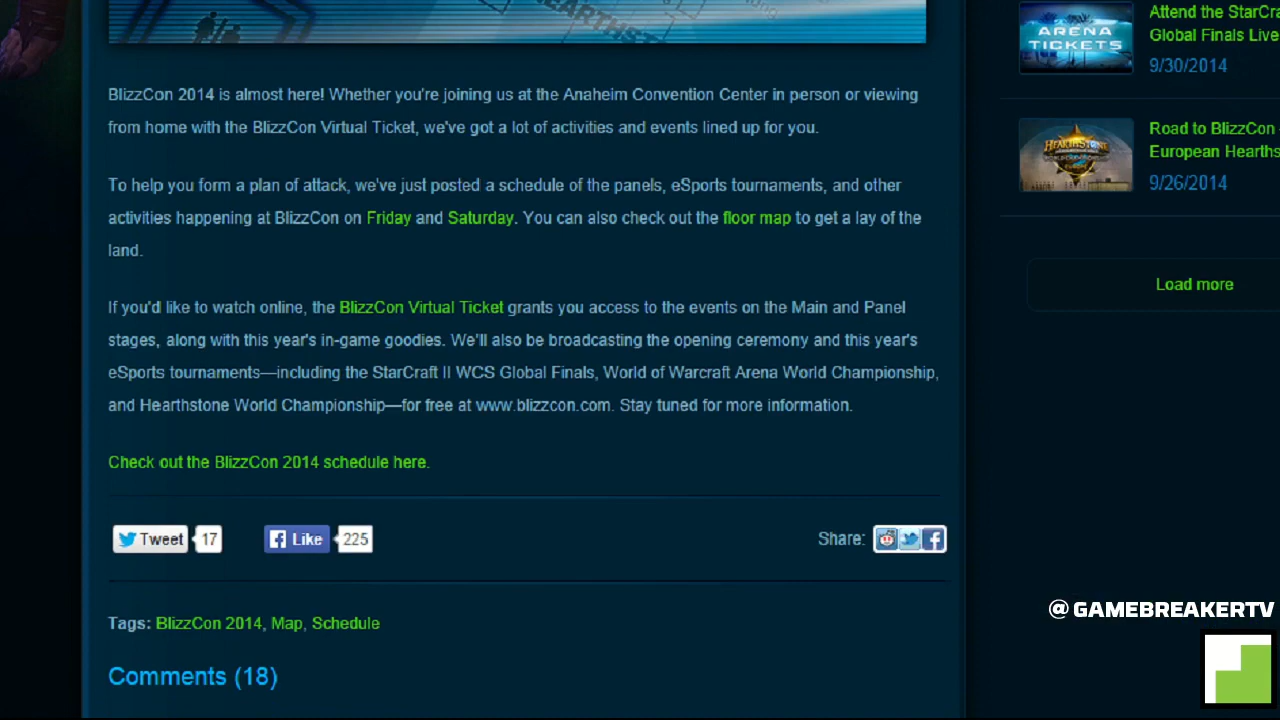 HEARTHST
BlizzCon 2014 is almost here! Whether you're joining us at the Anaheim Convention Center in person or viewing
from home with the BlizzCon Virtual Ticket, we've got a lot of activities and events lined up for you.
To help you form a plan of attack, we've just posted a schedule of the panels, eSports tournaments, and other
activities happening at BlizzCon on Friday and Saturday. You can also check out the floor map to get a lay of the
land.
If you'd like to watch online, the BlizzCon Virtual Ticket grants you access to the events on the Main and Panel
stages, along with this year's in-game goodies. We'll also be broadcasting the opening ceremony and this year's
eSports tournaments—including the StarCraft II WCS Global Finals, World of Warcraft Arena World Championship,
and Hearthstone World Championship—for free at www.blizzcon.com. Stay tuned for more information.
Check out the BlizzCon 2014 schedule here.
Tweet 17 Like 225 Share:
Tags: BlizzCon 2014, Map, Schedule
Comments (18)
ARENA
TICKETS
Attend the StarCra
Global Finals Live
9/30/2014
HEARTHSTONE
Road to BlizzCon
European Hearths
9/26/2014
Load more
@GAMEBREAKERTV